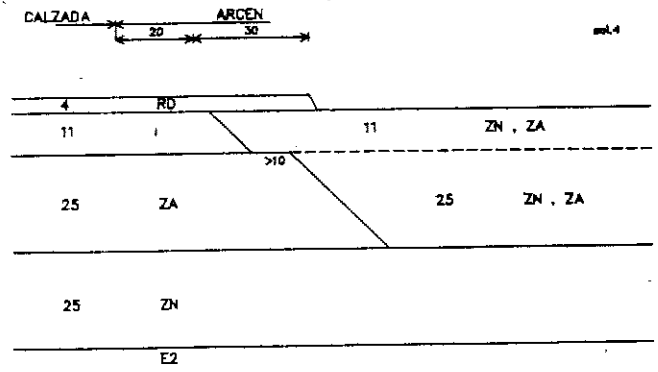 CALZADA ARCEN
20 30 sol.4
4 RD
11 I 11 ZN , ZA
>10
25 ZA 25 ZN , ZA
25 ZN
E2